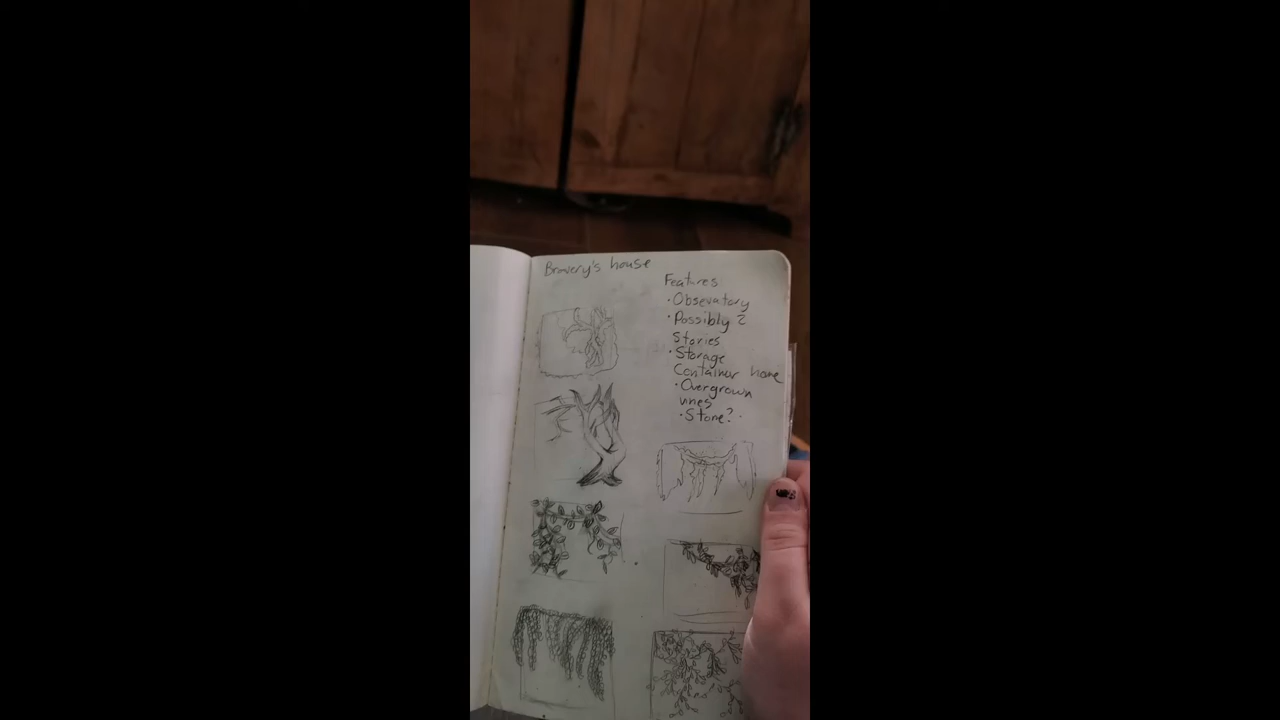 Bravery's house
Features
• Obsevatory
• Possibly 2
Stories
• Storage
Container home
• Overgrown
vines
• Stone?